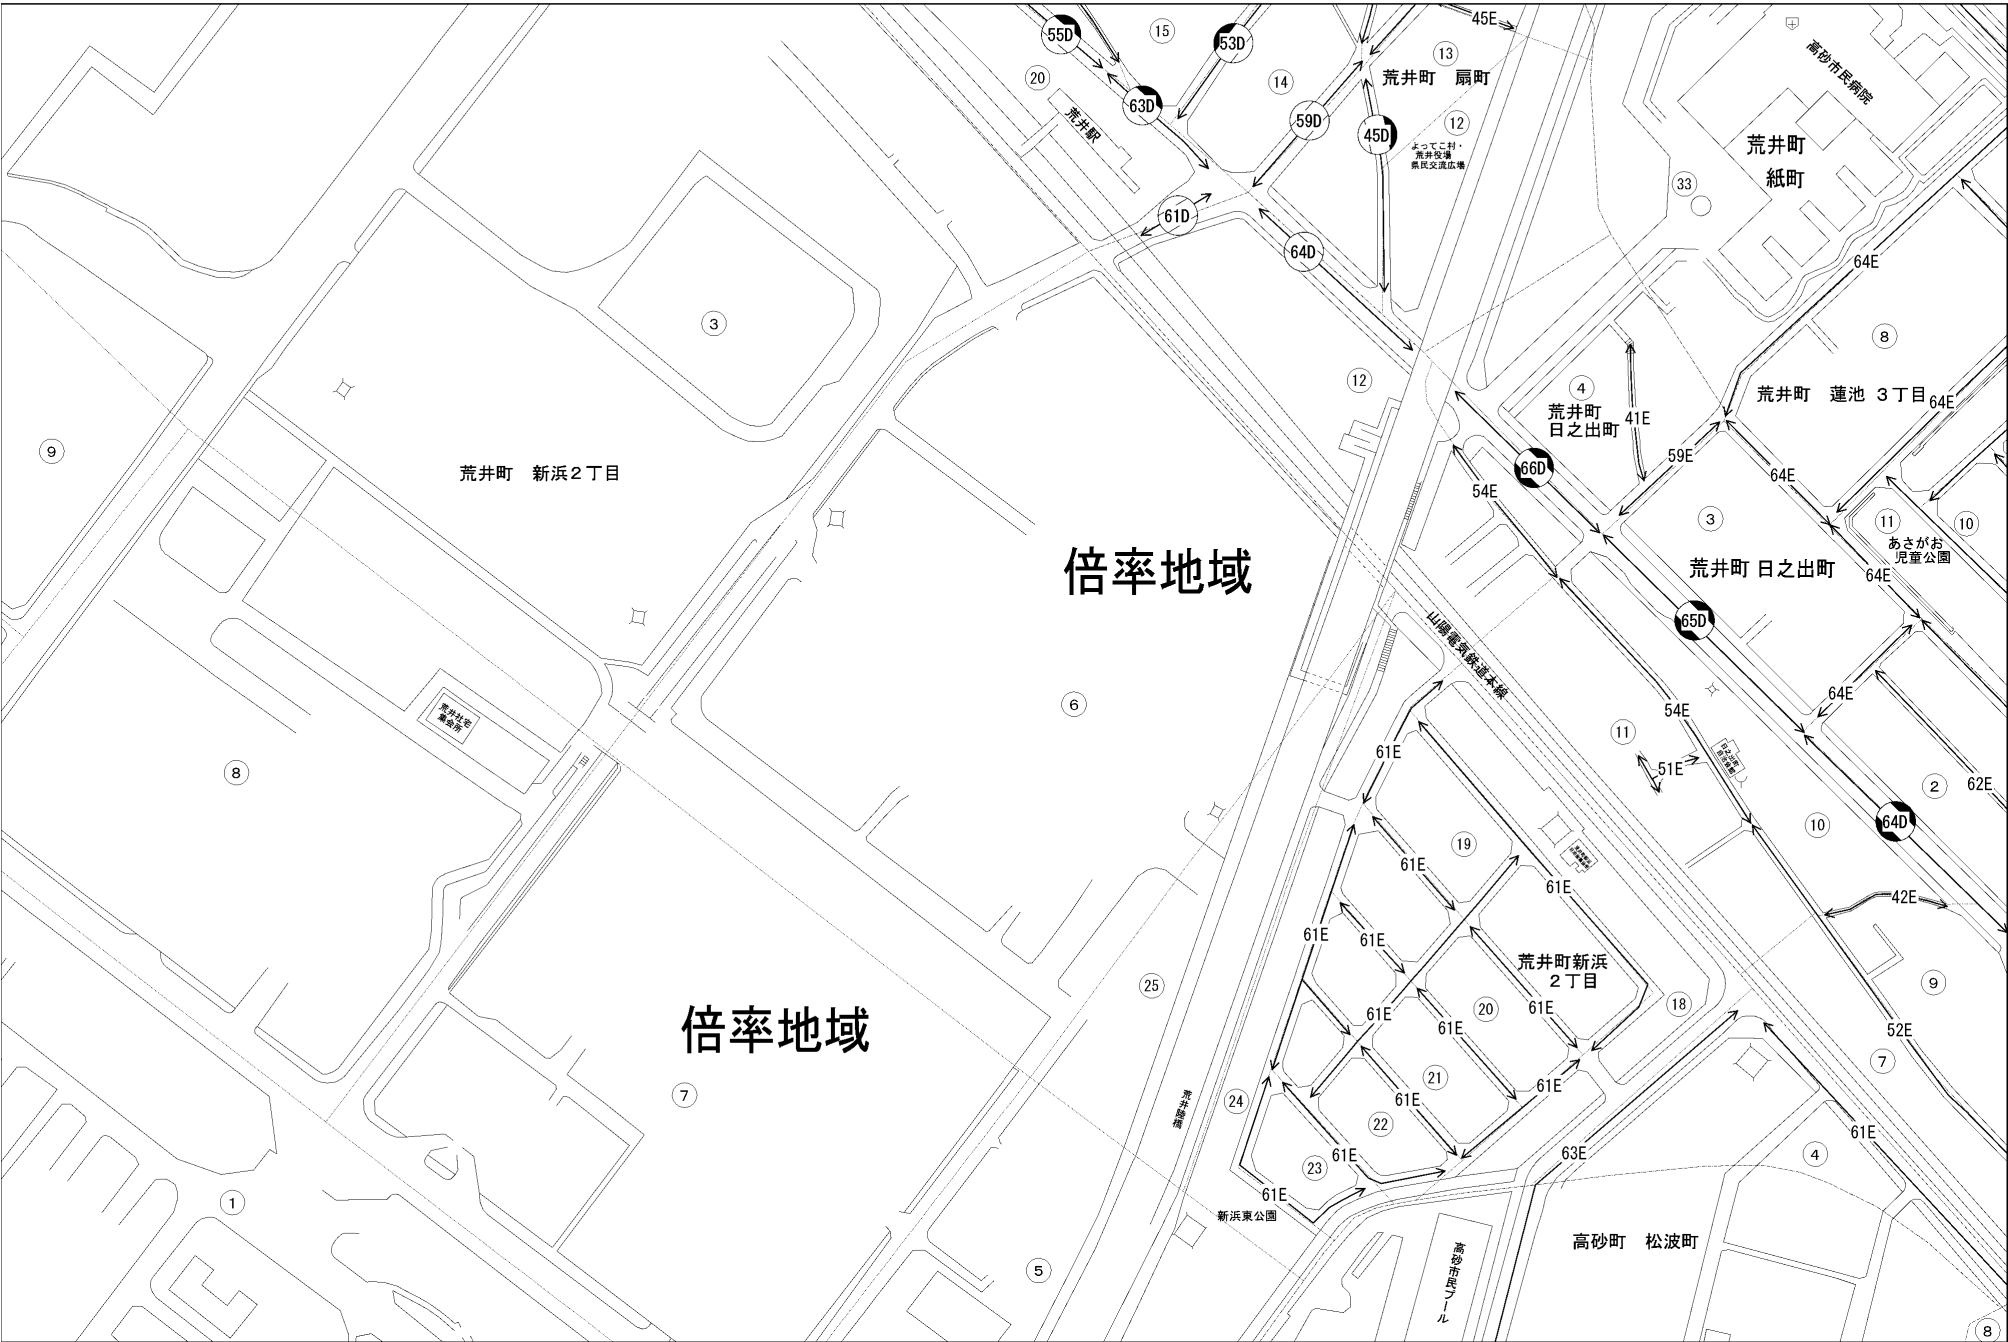 55D
15
53D
45E
13
荒井町　扇町
高砂市民病院
20
63D
14
59D
45D
12
荒井駅
よってこ村・
荒井役場
県民交流広場
荒井町
紙町
33
61D
64D
64E
3
8
12
4
荒井町
日之出町
41E
荒井町　蓮池　3丁目
64E
9
荒井町　新浜2丁目
59E
66D
64E
54E
6
3
11
10
あさがお
児童公園
倍率地域
荒井町 日之出町
64E
65D
山陽電気鉄道本線
64E
荒井社宅
集会所
6
54E
11
61E
日之出町
自治会館
51E
8
62E
2
64D
10
19
61E
61E
42E
61E
61E
荒井町新浜
2丁目
25
9
18
倍率地域
61E
61E
20
61E
52E
7
21
61E
61E
7
24
荒井陸橋
22
61E
61E
23
63E
4
61E
1
新浜東公園
高砂町　松波町
5
高砂市民プール
8